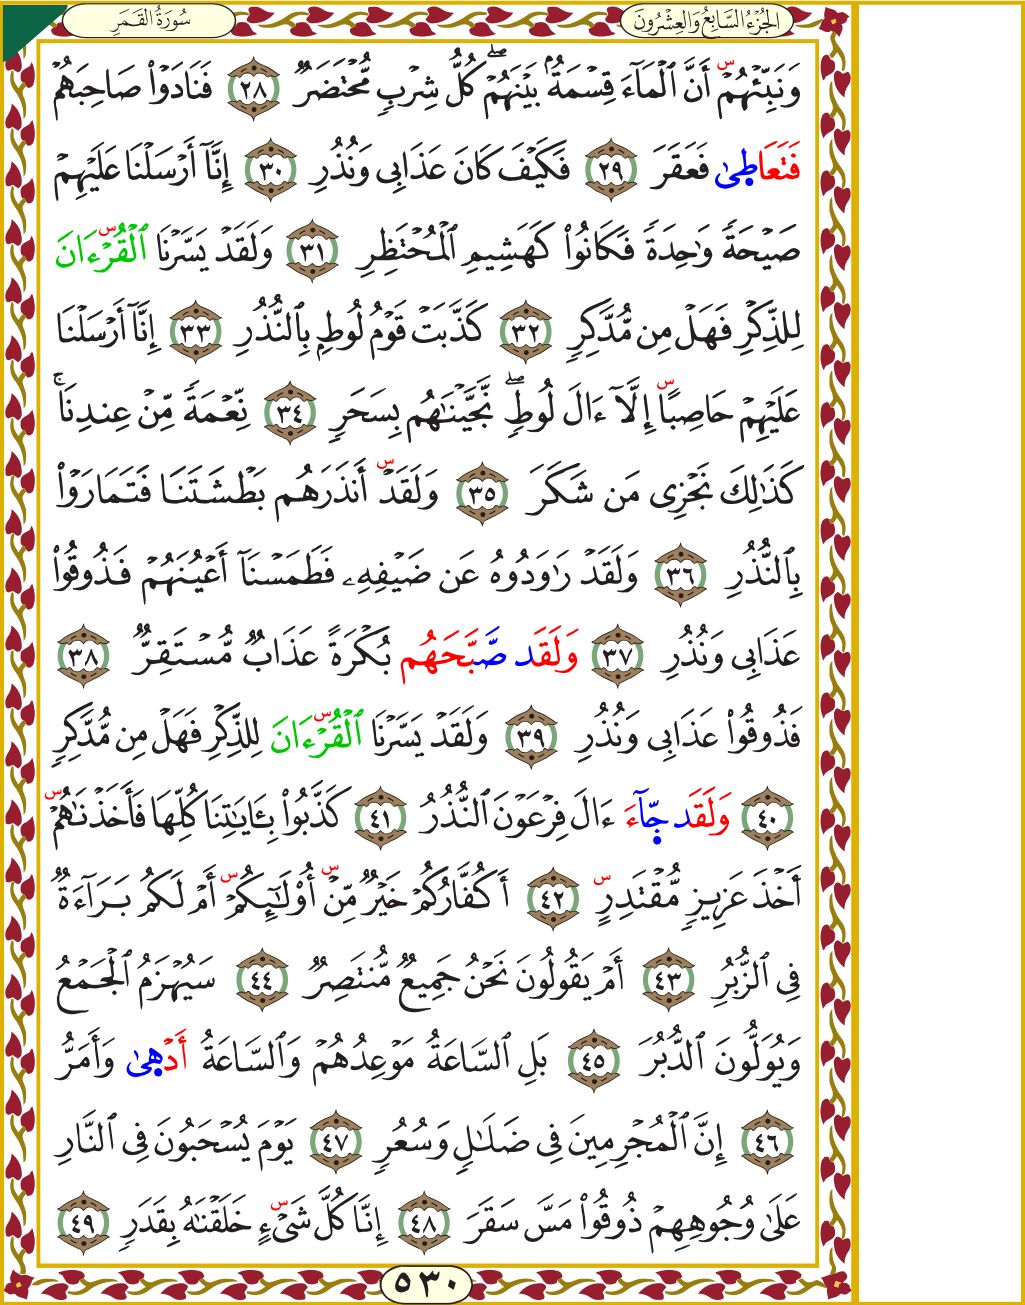 الجُزْءُ السَّابِعُ وَالعِشْرُونَ
سُورَةُ القَمَرِ
وَنَبِّئْهُمْ أَنَّ ٱلْمَآءَ قِسْمَةٌۢ بَيْنَهُمْۖ كُلُّ شِرْبٖ مُّحْتَضَرٞ ٢٨ فَنَادَوْاْ صَاحِبَهُمْ
فَتَعَاطٜىٰ فَعَقَرَ ٢٩ فَكَيْفَ كَانَ عَذَابِى وَنُذُرِ ٣٠ إِنَّآ أَرْسَلْنَا عَلَيْهِمْ
صَيْحَةٗ وَٰحِدَةٗ فَكَانُواْ كَهَشِيمِ ٱلْمُحْتَظِرِ ٣١ وَلَقَدْ يَسَّرْنَا ٱلْقُرْءَانَ
لِلذِّكْرِ فَهَلْ مِن مُّدَّكِرٖ ٣٢ كَذَّبَتْ قَوْمُ لُوطِۭ بِٱلنُّذُرِ ٣٣ إِنَّآ أَرْسَلْنَا
عَلَيْهِمْ حَاصِبًا إِلَّآ ءَالَ لُوطٖۖ نَّجَّيْنَٰهُم بِسَحَرٖ ٣٤ نِّعْمَةٗ مِّنْ عِندِنَاۚ
كَذَٰلِكَ نَجْزِى مَن شَكَرَ ٣٥ وَلَقَدْ أَنذَرَهُم بَطْشَتَنَا فَتَمَارَوْاْ
بِٱلنُّذُرِ ٣٦ وَلَقَدْ رَٰوَدُوهُ عَن ضَيْفِهِۦ فَطَمَسْنَآ أَعْيُنَهُمْ فَذُوقُواْ
عَذَابِى وَنُذُرِ ٣٧ وَلَقَد صَّبَّحَهُم بُكْرَةً عَذَابٞ مُّسْتَقِرّٞ ٣٨
فَذُوقُواْ عَذَابِى وَنُذُرِ ٣٩ وَلَقَدْ يَسَّرْنَا ٱلْقُرْءَانَ لِلذِّكْرِ فَهَلْ مِن مُّدَّكِرٖ
٤٠ وَلَقَد جَّآءَ ءَالَ فِرْعَوْنَ ٱلنُّذُرُ ٤١ كَذَّبُواْ بِـَٔايَٰتِنَا كُلِّهَا فَأَخَذْنَٰهُمْ
أَخْذَ عَزِيزٖ مُّقْتَدِرٍ ٤٢ أَكُفَّارُكُمْ خَيْرٞ مِّنْ أُوْلَٰٓئِكُمْ أَمْ لَكُم بَرَآءَةٞ
فِى ٱلزُّبُرِ ٤٣ أَمْ يَقُولُونَ نَحْنُ جَمِيعٞ مُّنتَصِرٞ ٤٤ سَيُهْزَمُ ٱلْجَمْعُ
وَيُوَلُّونَ ٱلدُّبُرَ ٤٥ بَلِ ٱلسَّاعَةُ مَوْعِدُهُمْ وَٱلسَّاعَةُ أَدْهٜىٰ وَأَمَرُّ
٤٦ إِنَّ ٱلْمُجْرِمِينَ فِى ضَلَٰلٖ وَسُعُرٖ ٤٧ يَوْمَ يُسْحَبُونَ فِى ٱلنَّارِ
عَلَىٰ وُجُوهِهِمْ ذُوقُواْ مَسَّ سَقَرَ ٤٨ إِنَّا كُلَّ شَىْءٍ خَلَقْنَٰهُ بِقَدَرٖ ٤٩
٥٣٠